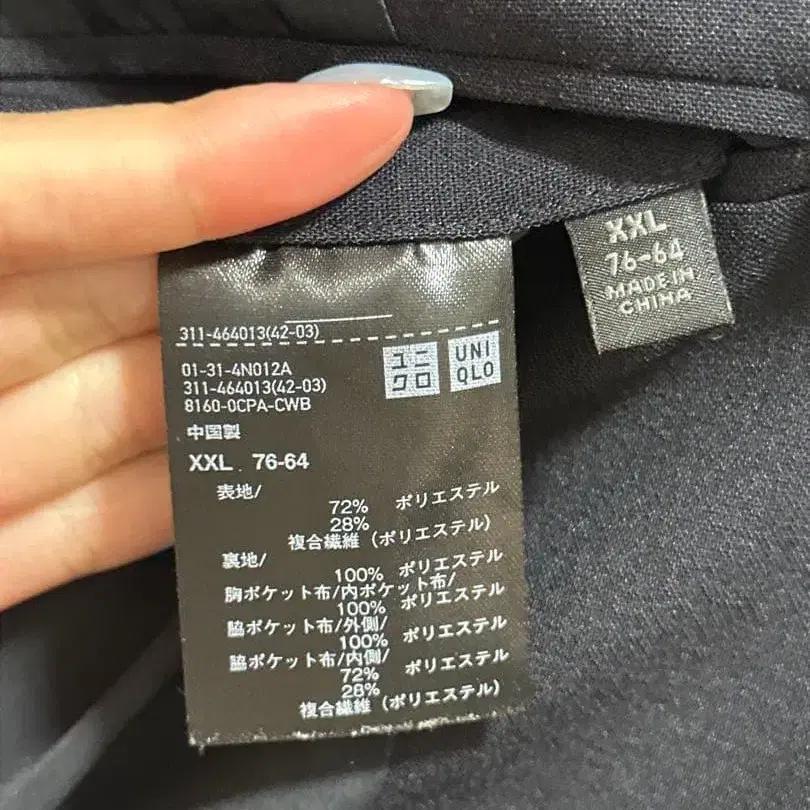 311-464013(42-03)
01-31-4N012A
311-464013(42-03)
8160-0CPA-CWB
中国製
XXL 76-64
ユニ
クロ
UNI
QLO
表地/
72% ポリエステル
28%
複合繊維 (ポリエステル)
裏地/
100% ポリエステル
胸ポケット布/内ポケット布/
100% ポリエステル
脇ポケット布/外側/
100% ポリエステル
脇ポケット布/内側/
72% ポリエステル
28%
複合繊維 (ポリエステル)
XXL
76-64
MADE IN
CHINA